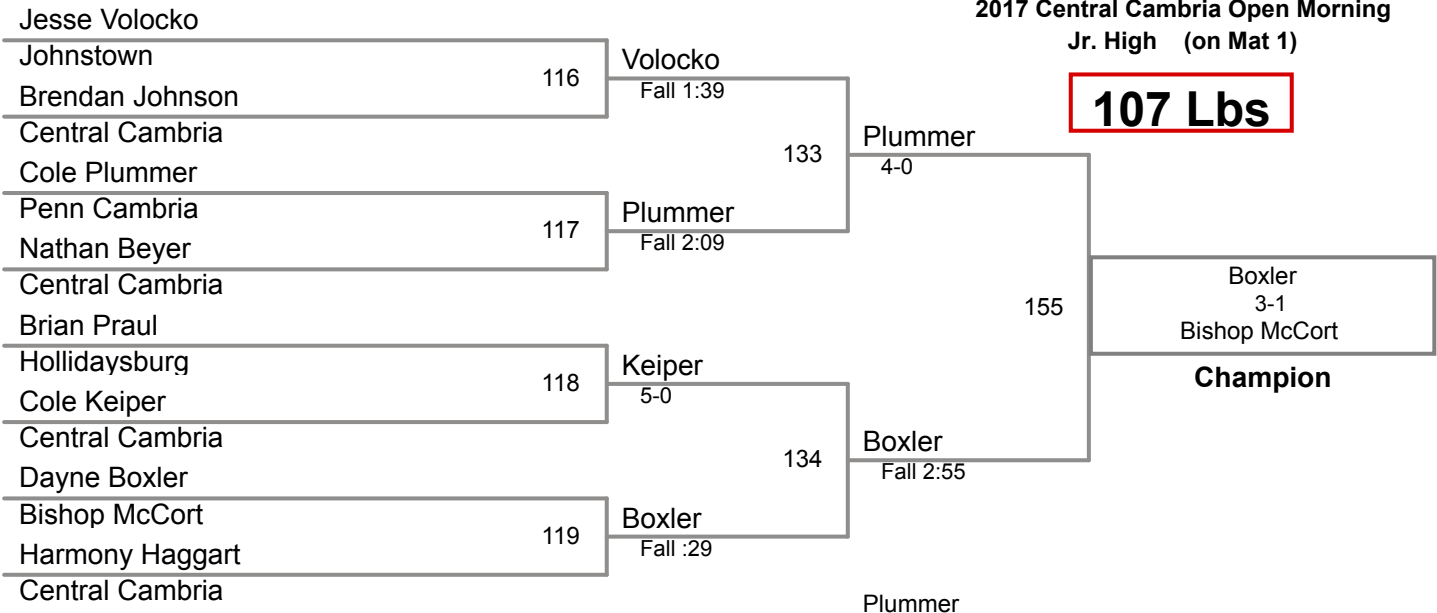 2017 Central Cambria Open Morning
Jr. High (on Mat 1)
107 Lbs
Jesse Volocko
Johnstown
116
Brendan Johnson
Central Cambria
Cole Plummer
Penn Cambria
117
Nathan Beyer
Central Cambria
Brian Praul
Hollidaysburg
118
Cole Keiper
Central Cambria
Dayne Boxler
Bishop McCort
119
Harmony Haggart
Central Cambria
Volocko
Fall 1:39
133
Plummer
Fall 2:09
Keiper
5-0
134
Boxler
Fall :29
Plummer
4-0
155
Boxler
Fall 2:55
Boxler
3-1
Bishop McCort
Champion
Plummer